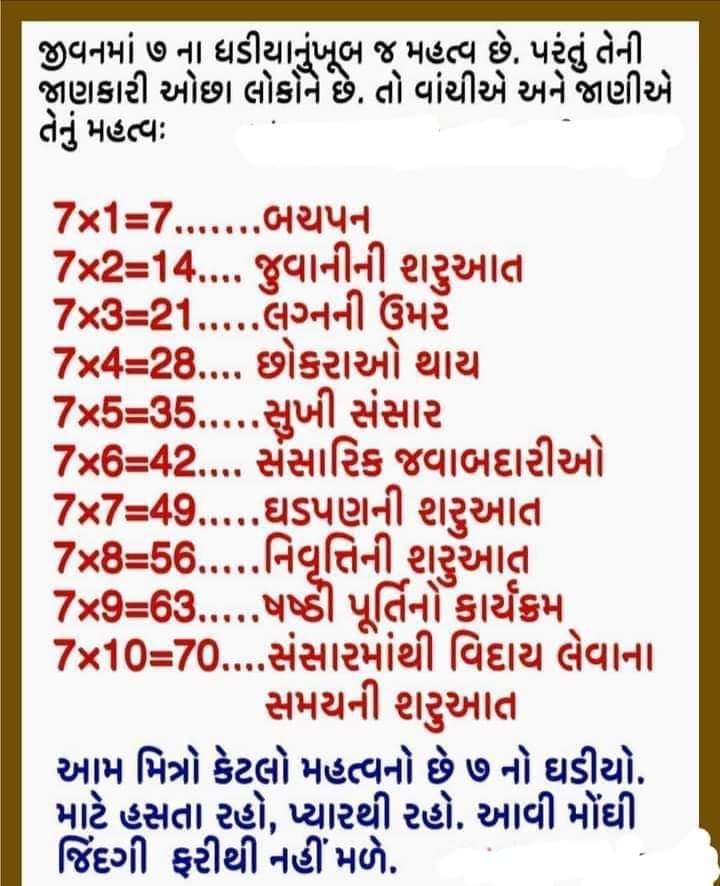 જીવનમાં ૭ ના ઘડીયાનુંખૂબ જ મહત્વ છે. પરંતુ તેની
જાણકારી ઓછા લોકોને છે. તો વાંચીએ અને જાણીએ
તેનું મહત્વઃ
7x1=7.......બચપન
7x2=14.... જુવાનીની શરુઆત
7x3=21.....લગ્નની ઉંમર
7x4=28.... છોકરાઓ થાય
7x5=35.....સુખી સંસાર
7x6=42.... સંસારિક જવાબદારીઓ
7x7=49.....ઘડપણની શરુઆત
7x8=56.....નિવૃત્તિની શરુઆત
7x9=63.....ષષ્ઠી પૂર્તિનો કાર્યક્રમ
7x10=70....સંસારમાંથી વિદાય લેવાના
સમયની શરુઆત
આમ મિત્રો કેટલો મહત્વનો છે ૭ નો ઘડીયો.
માટે હસતા રહો, પ્યારથી રહો. આવી મોંઘી
જિંદગી ફરીથી નહીં મળે.